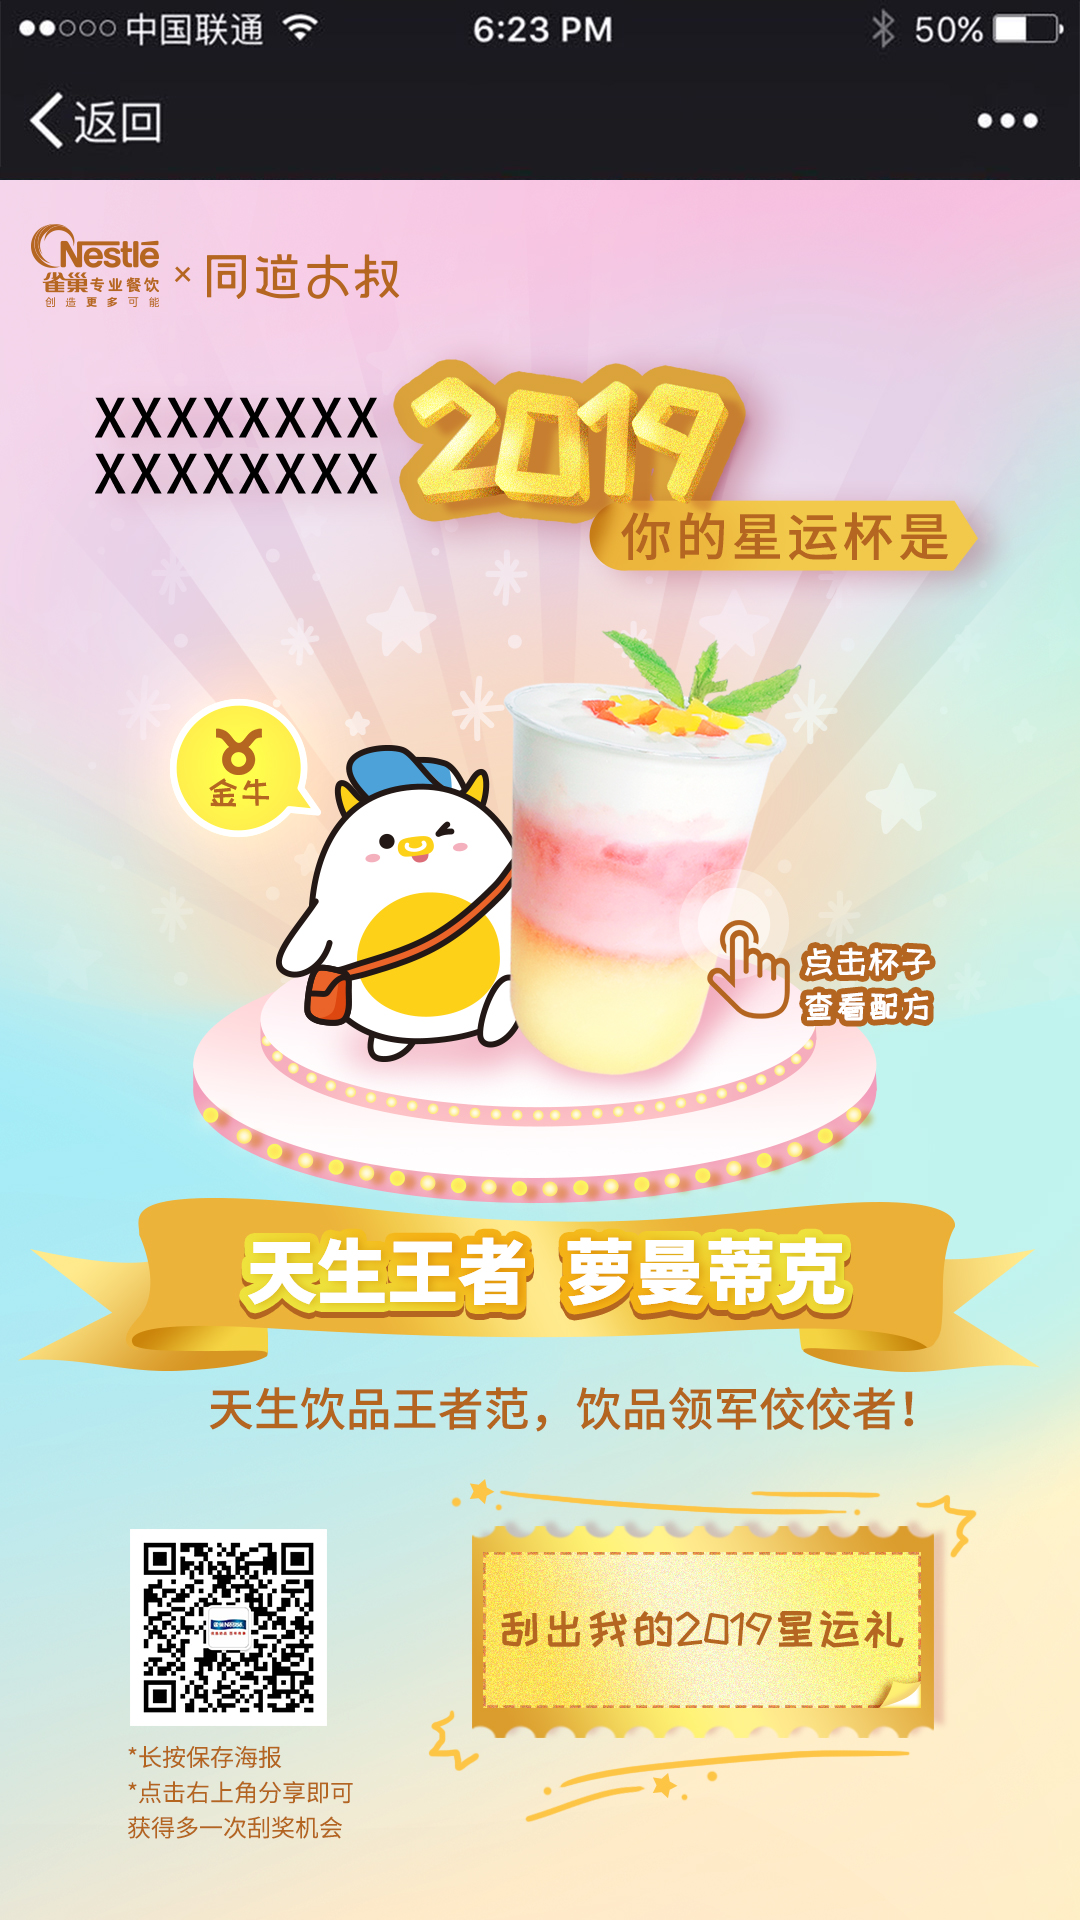 中国联通
6:23 PM
50%
返回
Nestlé
雀巢专业餐饮
创造更多可能
×
同道大叔
XXXXXXXX
XXXXXXXX
2019
你的星运杯是
金牛
点击杯子
查看配方
天生王者 萝曼蒂克
天生饮品王者范，饮品领军佼佼者！
刮出我的2019星运礼
*长按保存海报
*点击右上角分享即可
获得多一次刮奖机会